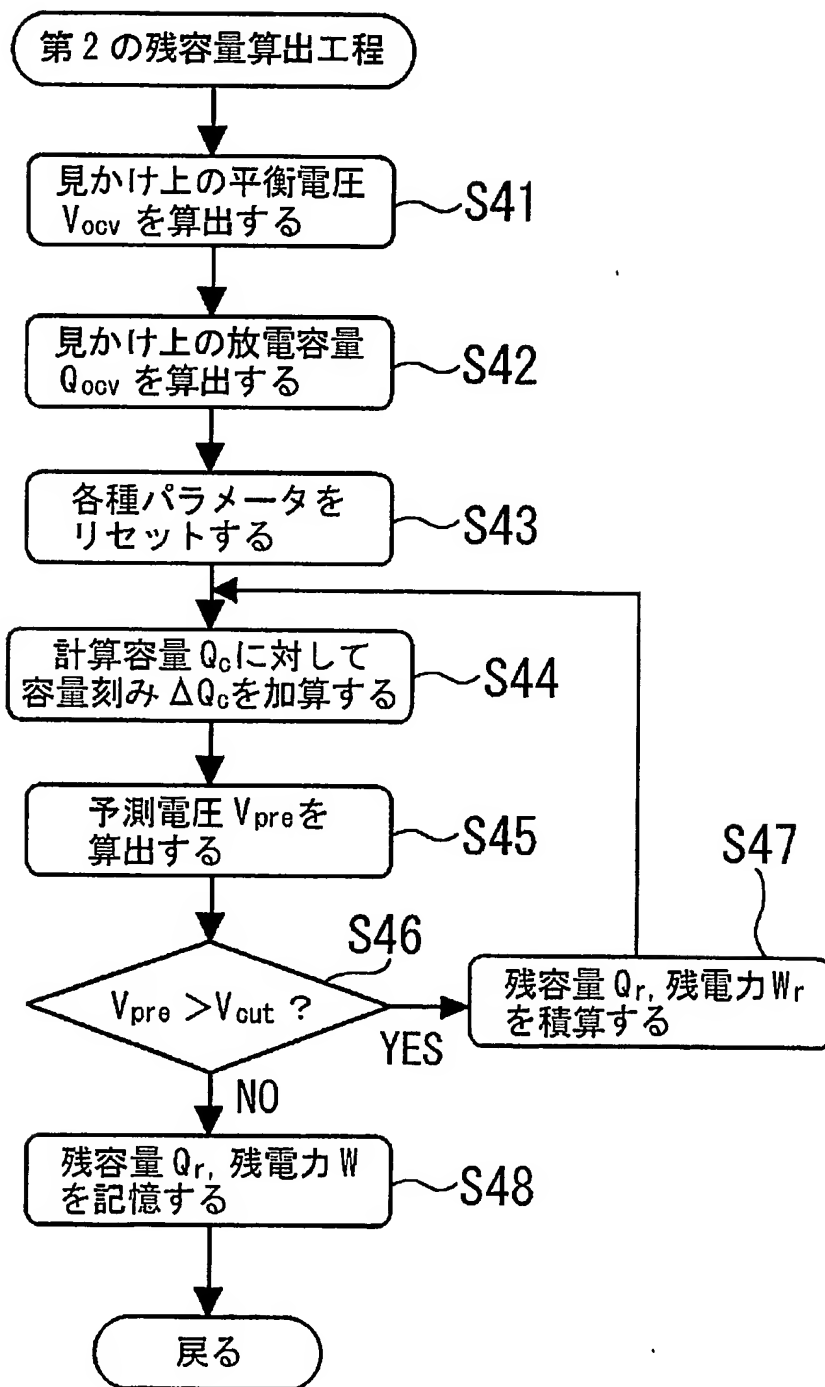 第2の残容量算出工程
見かけ上の平衡電圧
Vocv を算出する
S41
見かけ上の放電容量
Qocv を算出する
S42
各種パラメータを
リセットする
S43
計算容量 Qcに対して
容量刻み ΔQcを加算する
S44
予測電圧 Vpreを
算出する
S45
S46
Vpre >Vcut ?
YES
NO
S47
残容量 Qr, 残電力Wr
を積算する
残容量 Qr, 残電力 W
を記憶する
S48
戻る